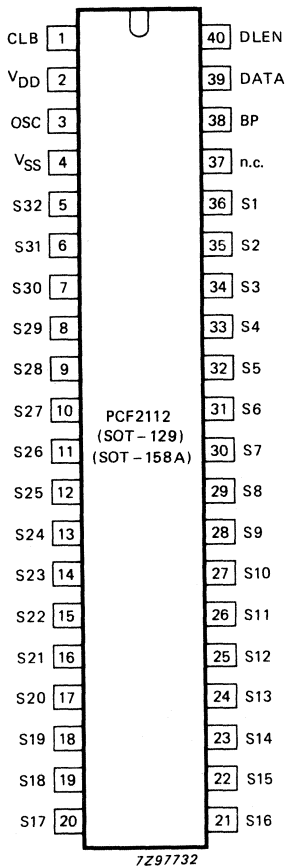 CLB 1 40 DLEN
VDD 2 39 DATA
OSC 3 38 BP
VSS 4 37 n.c.
S32 5 36 S1
S31 6 35 S2
S30 7 34 S3
S29 8 33 S4
S28 9 32 S5
S27 10 31 S6
PCF2112
(SOT-129)
(SOT-158A)
S26 11 30 S7
S25 12 29 S8
S24 13 28 S9
S23 14 27 S10
S22 15 26 S11
S21 16 25 S12
S20 17 24 S13
S19 18 23 S14
S18 19 22 S15
S17 20 21 S16
7Z97732